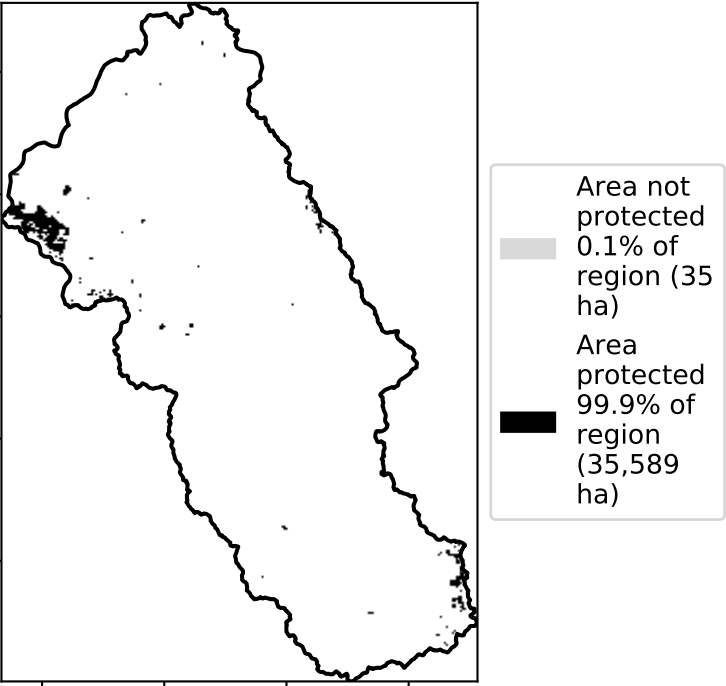 Area not
protected
0.1% of
region (35
ha)
Area
protected
99.9% of
region
(35,589
ha)